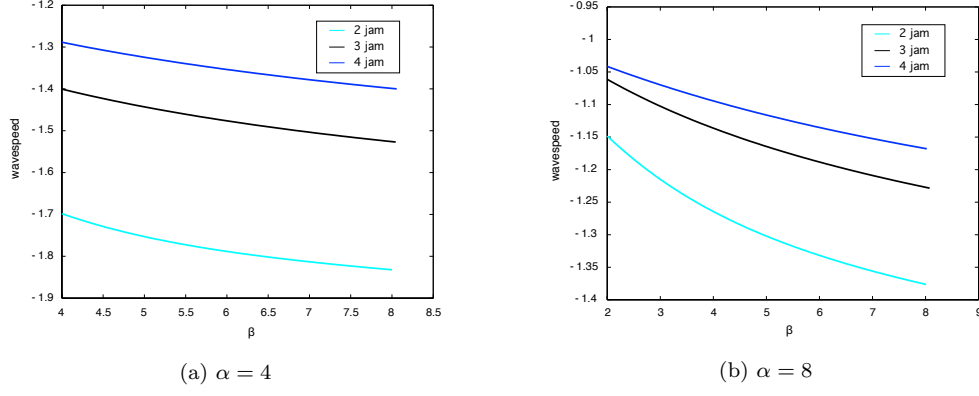 - 1.2
- 1.3
- 1.4
- 1.5
- 1.6
- 1.7
- 1.8
- 1.9
wavespeed
2 jam
3 jam
4 jam
4 4.5 5 5.5 6 6.5 7 7.5 8 8.5
β
(a) α = 4
- 0.95
- 1
- 1.05
- 1.1
- 1.15
- 1.2
- 1.25
- 1.3
- 1.35
- 1.4
wavespeed
2 jam
3 jam
4 jam
2 3 4 5 6 7 8 9
β
(b) α = 8